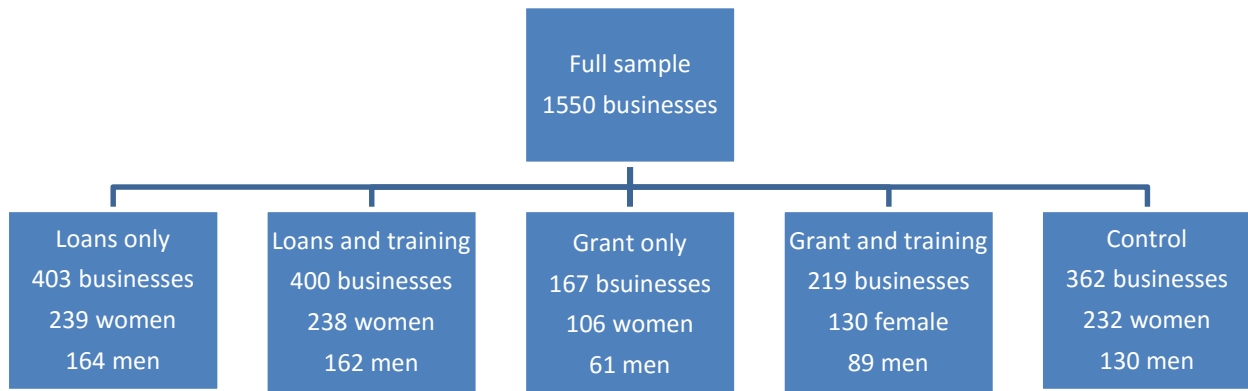 Full sample
1550 businesses
Loans only
403 businesses
239 women
164 men
Loans and training
400 businesses
238 women
162 men
Grant only
167 bsuinesses
106 women
61 men
Grant and training
219 businesses
130 female
89 men
Control
362 businesses
232 women
130 men